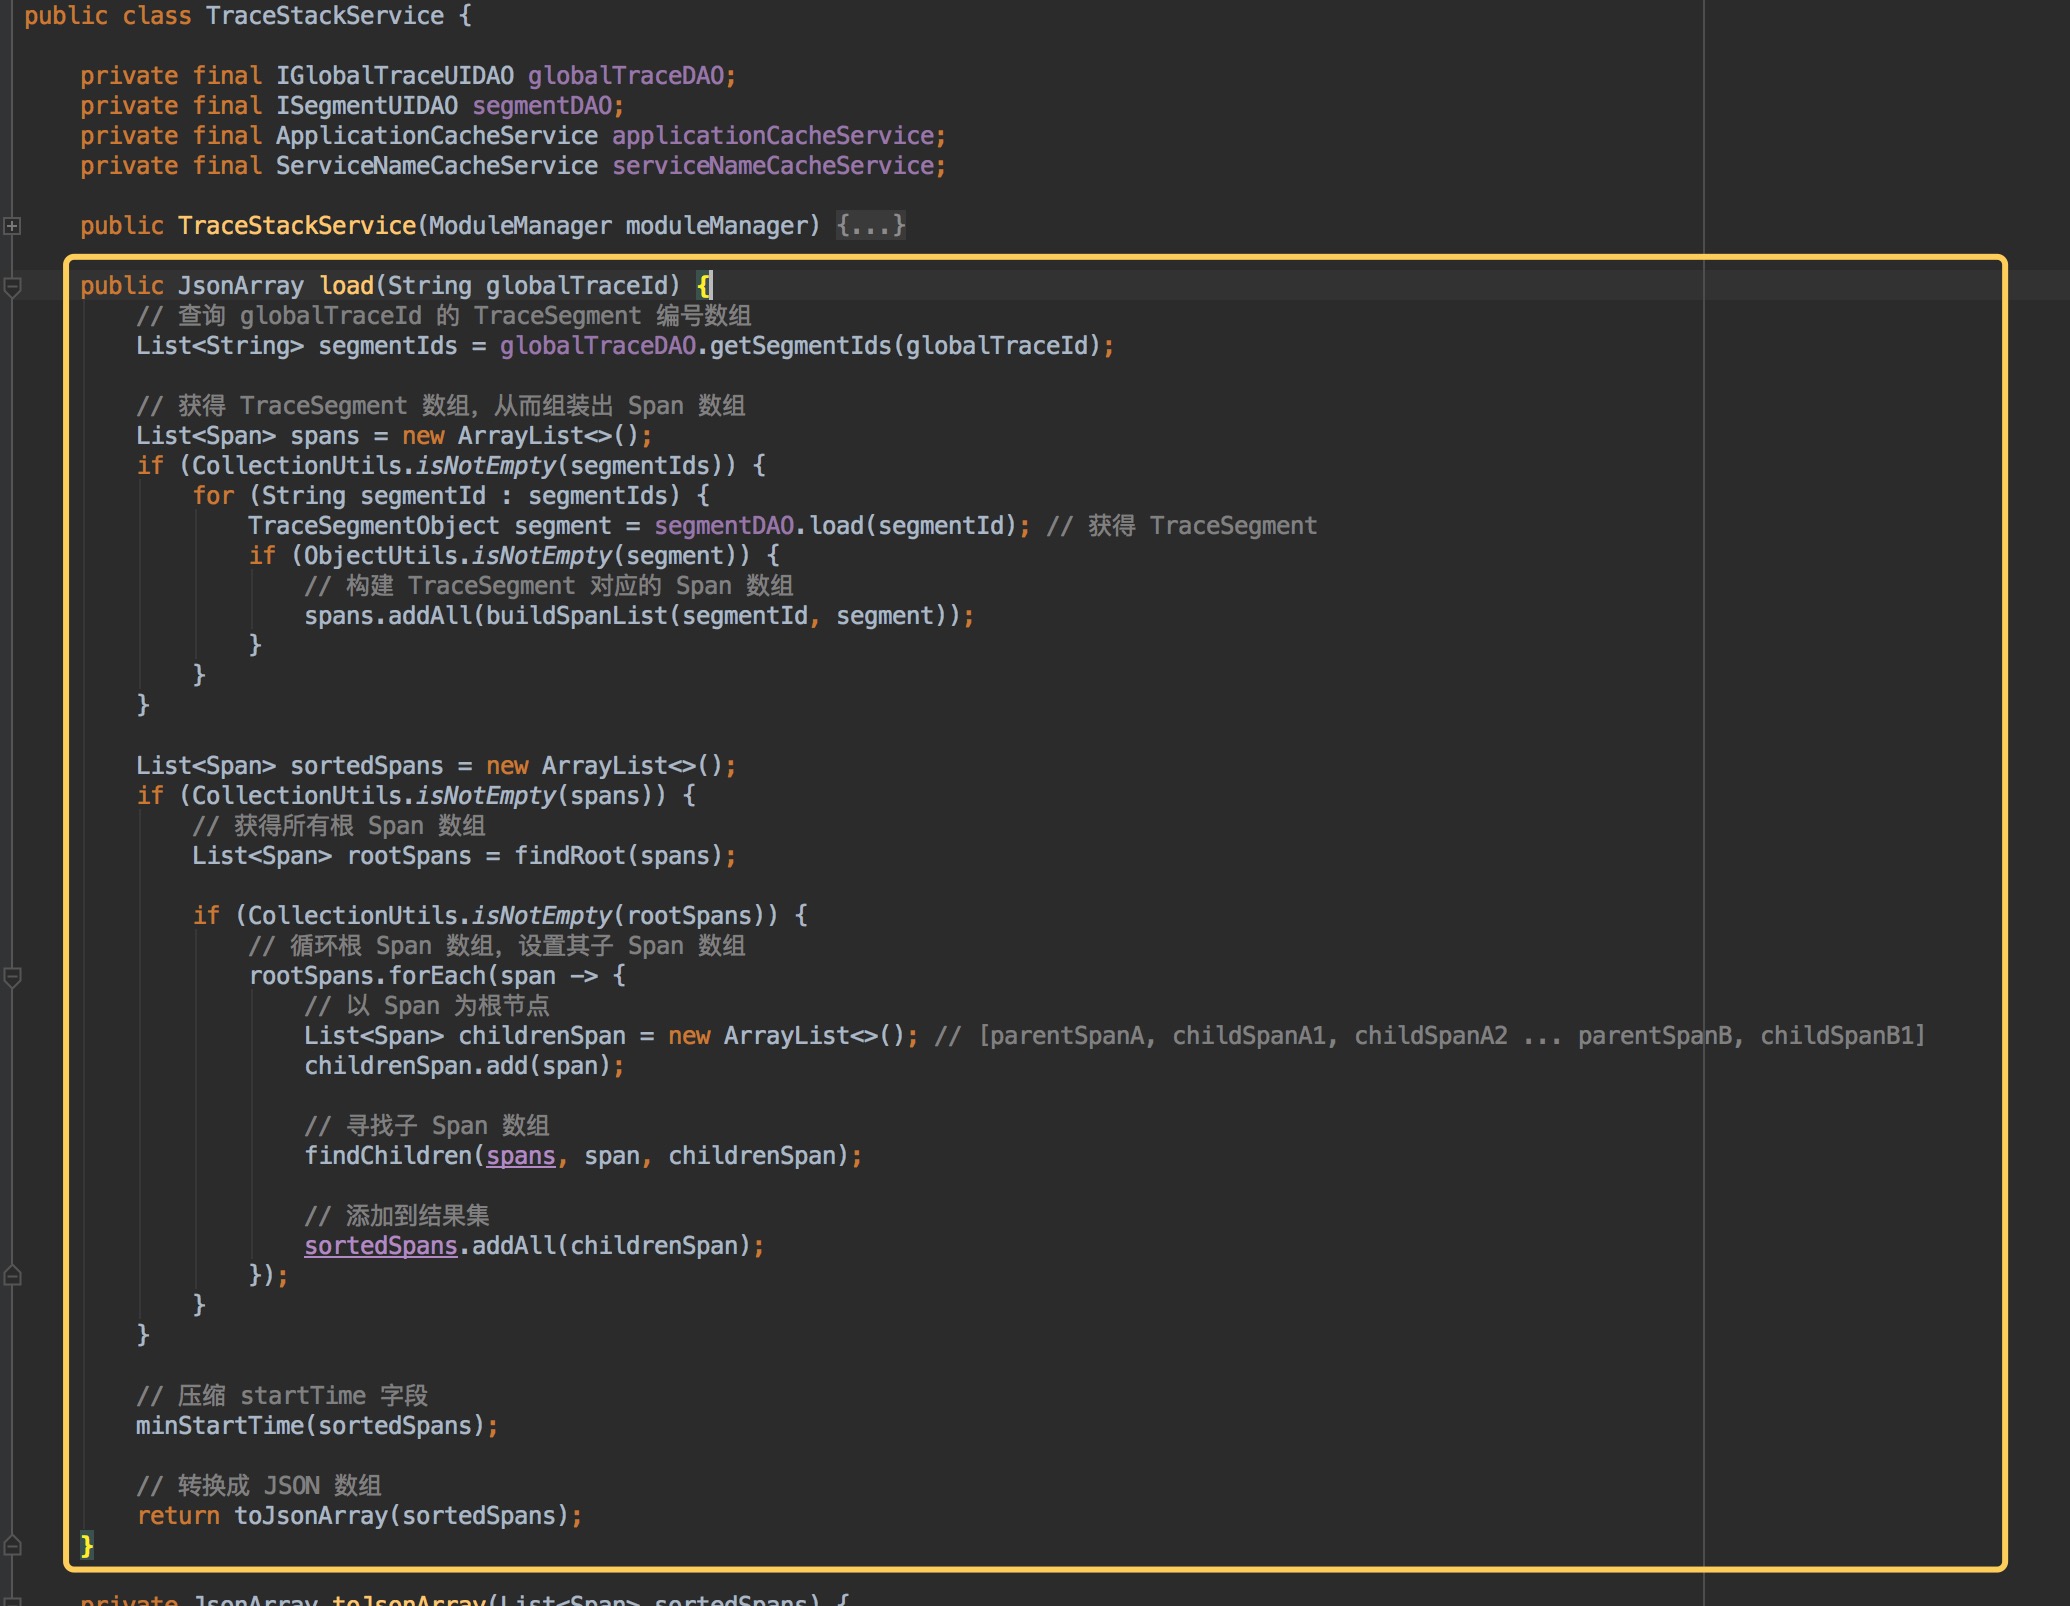 public class TraceStackService {
private final IGlobalTraceUIDAO globalTraceDAO;
private final ISegmentUIDAO segmentDAO;
private final ApplicationCacheService applicationCacheService;
private final ServiceNameCacheService serviceNameCacheService;
public TraceStackService(ModuleManager moduleManager) {...}
public JsonArray load(String globalTraceId) {
// 查询 globalTraceId 的 TraceSegment 编号数组
List<String> segmentIds = globalTraceDAO.getSegmentIds(globalTraceId);
// 获得 TraceSegment 数组，从而组装出 Span 数组
List<Span> spans = new ArrayList<>();
if (CollectionUtils.isNotEmpty(segmentIds)) {
for (String segmentId : segmentIds) {
TraceSegmentObject segment = segmentDAO.load(segmentId); // 获得 TraceSegment
if (ObjectUtils.isNotEmpty(segment)) {
// 构建 TraceSegment 对应的 Span 数组
spans.addAll(buildSpanList(segmentId, segment));
}
}
}
List<Span> sortedSpans = new ArrayList<>();
if (CollectionUtils.isNotEmpty(spans)) {
// 获得所有根 Span 数组
List<Span> rootSpans = findRoot(spans);
if (CollectionUtils.isNotEmpty(rootSpans)) {
// 循环根 Span 数组，设置其子 Span 数组
rootSpans.forEach(span -> {
// 以 Span 为根节点
List<Span> childrenSpan = new ArrayList<>(); // [parentSpanA, childSpanA1, childSpanA2 ... parentSpanB, childSpanB1]
childrenSpan.add(span);
// 寻找子 Span 数组
findChildren(spans, span, childrenSpan);
// 添加到结果集
sortedSpans.addAll(childrenSpan);
});
}
}
// 压缩 startTime 字段
minStartTime(sortedSpans);
// 转换成 JSON 数组
return toJsonArray(sortedSpans);
}
private JsonArray toJsonArray(List<Span> sortedSpans) {